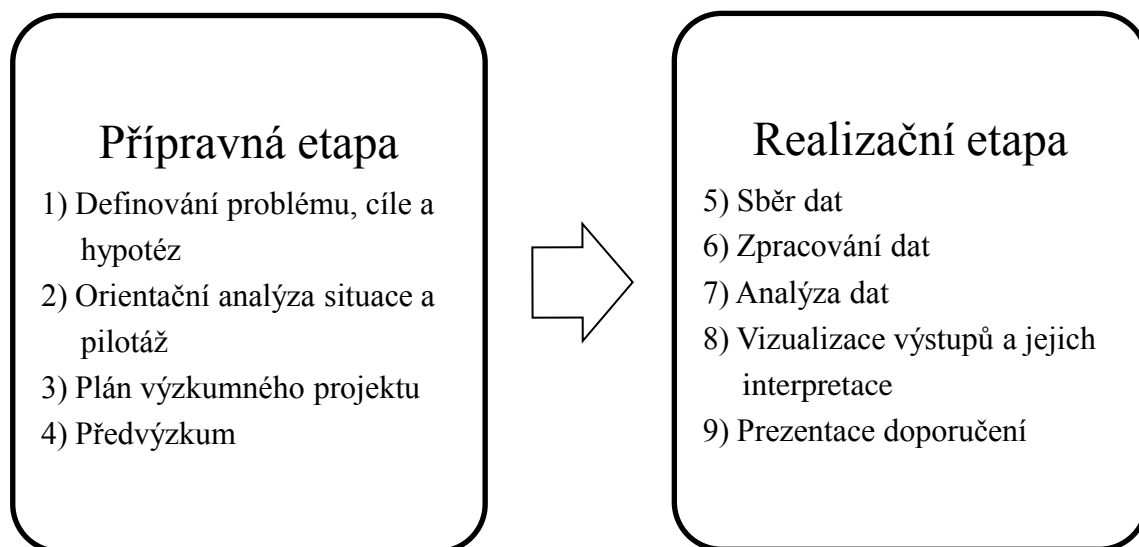 Přípravná etapa
1) Definování problému, cíle a
hypotéz
2) Orientační analýza situace a
pilotáž
3) Plán výzkumného projektu
4) Předvýzkum
Realizační etapa
5) Sběr dat
6) Zpracování dat
7) Analýza dat
8) Vizualizace výstupů a jejich
interpretace
9) Prezentace doporučení